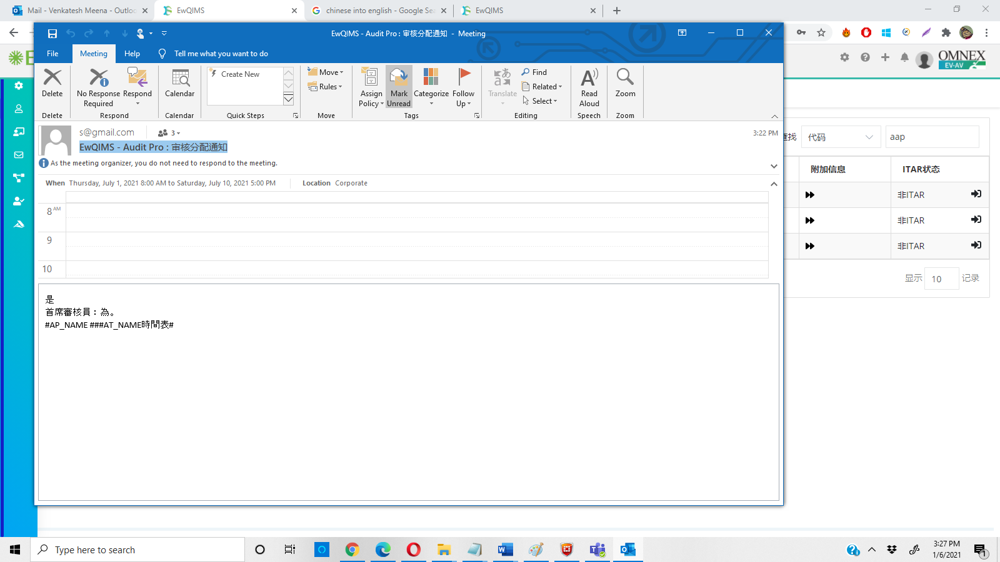 Mail - Venkatesh Meena - Outloo
EwQIMS
chinese into english - Google Sea
EwQIMS
EwQIMS - Audit Pro : 审核分配通知 - Meeting
File
Meeting
Help
Tell me what you want to do
OMNEX
EV-AV
Delete
No Response Required
Respond
Calendar
Create New
Move
Rules
Assign Policy
Mark Unread
Categorize
Follow Up
Translate
Find
Related
Select
Read Aloud
Zoom
Delete
Respond
Calendar
Quick Steps
Move
Tags
Editing
Speech
Zoom
s@gmail.com
3
3:22 PM
EwQIMS - Audit Pro : 审核分配通知
As the meeting organizer, you do not need to respond to the meeting.
When Thursday, July 1, 2021 8:00 AM to Saturday, July 10, 2021 5:00 PM
Location Corporate
8 AM
9
10
是
首席審核員：為。
#AP_NAME ###AT_NAME時間表#
查找
代码
aap
附加信息
ITAR状态
非ITAR
非ITAR
非ITAR
显示 10 记录
Type here to search
3:27 PM
1/6/2021
1